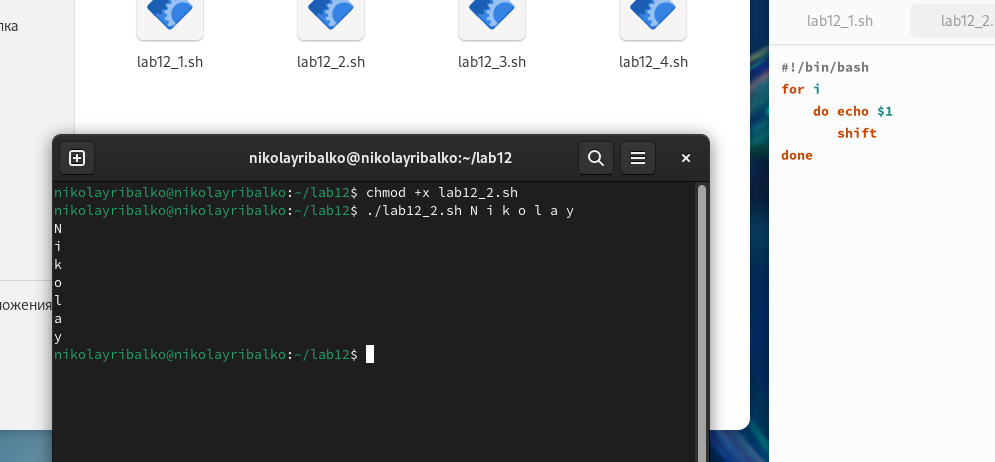 лка
lab12_1.sh
lab12_2.sh
lab12_3.sh
lab12_4.sh
ложения
nikolayribalko@nikolayribalko:~/lab12
nikolayribalko@nikolayribalko:~/lab12$ chmod +x lab12_2.sh
nikolayribalko@nikolayribalko:~/lab12$ ./lab12_2.sh N i k o l a y
N
i
k
o
l
a
y
nikolayribalko@nikolayribalko:~/lab12$
lab12_1.sh
lab12_2.
#!/bin/bash
for i
do echo $1
shift
done